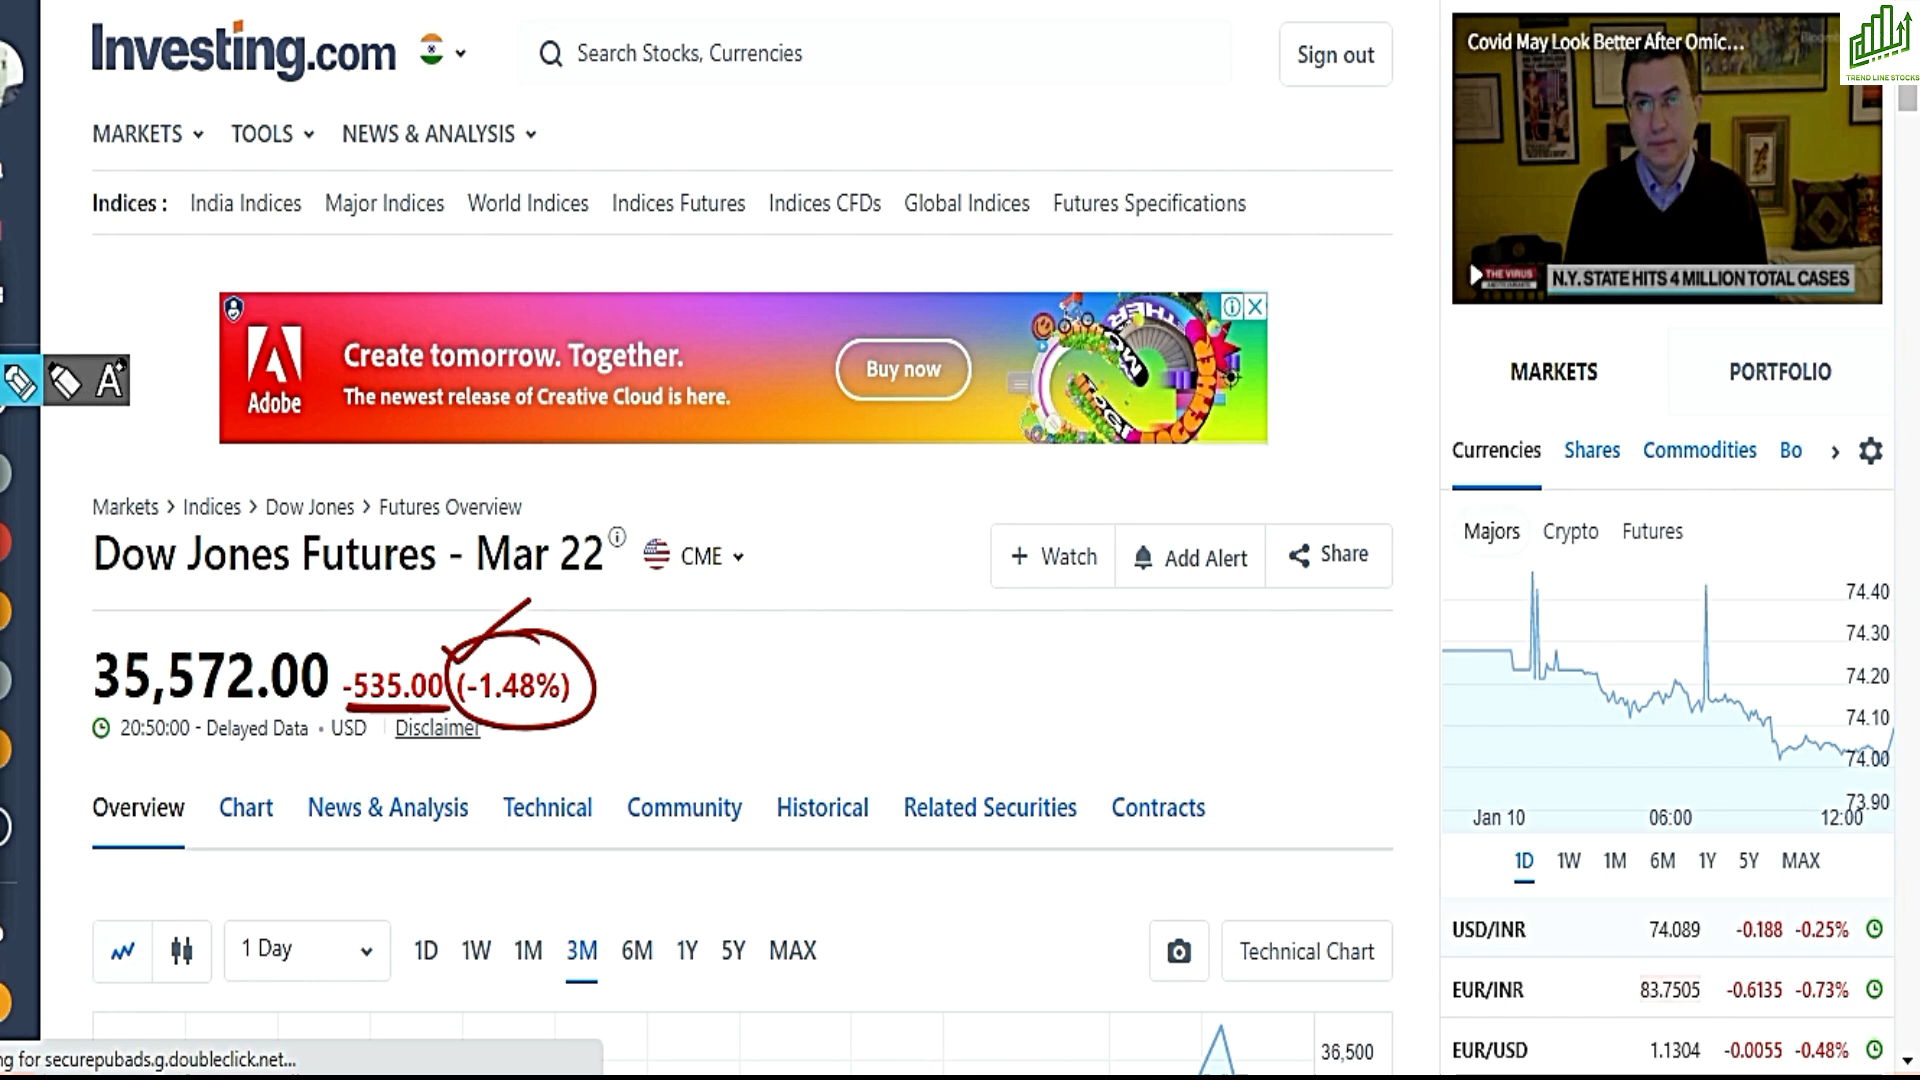 Investing.com
Search Stocks, Currencies
Sign out
MARKETS
TOOLS
NEWS & ANALYSIS
Indices :
India Indices
Major Indices
World Indices
Indices Futures
Indices CFDs
Global Indices
Futures Specifications
Adobe
Create tomorrow. Together.
The newest release of Creative Cloud is here.
Buy now
A
Markets > Indices > Dow Jones > Futures Overview
Dow Jones Futures - Mar 22
CME
+ Watch
Add Alert
Share
35,572.00 -535.00 (-1.48%)
20:50:00 - Delayed Data • USD
Disclaimer
Overview
Chart
News & Analysis
Technical
Community
Historical
Related Securities
Contracts
1 Day
1D
1W
1M
3M
6M
1Y
5Y
MAX
Technical Chart
36,500
ng for securepubads.g.doubleclick.net...
Covid May Look Better After Omic...
TREND LINE STOCKS
THE VIRUS
N.Y. STATE HITS 4 MILLION TOTAL CASES
MARKETS
PORTFOLIO
Currencies
Shares
Commodities
Bo
Majors
Crypto
Futures
74.40
74.30
74.20
74.10
74.00
73.90
Jan 10
06:00
12:00
1D
1W
1M
6M
1Y
5Y
MAX
USD/INR 74.089 -0.188 -0.25%
EUR/INR 83.7505 -0.6135 -0.73%
EUR/USD 1.1304 -0.0055 -0.48%